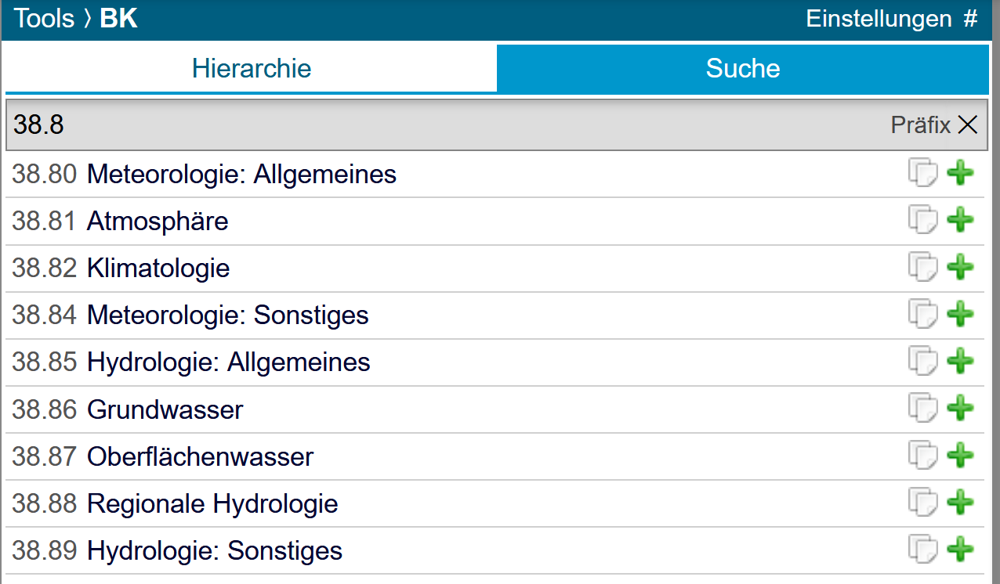 Tools 〉BK Einstellungen #
Hierarchie Suche
38.8 Präfix
38.80 Meteorologie: Allgemeines
38.81 Atmosphäre
38.82 Klimatologie
38.84 Meteorologie: Sonstiges
38.85 Hydrologie: Allgemeines
38.86 Grundwasser
38.87 Oberflächenwasser
38.88 Regionale Hydrologie
38.89 Hydrologie: Sonstiges